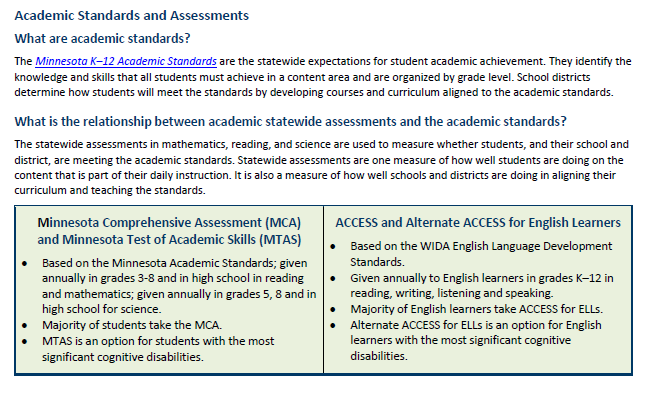 Academic Standards and Assessments
What are academic standards?
The Minnesota K–12 Academic Standards are the statewide expectations for student academic achievement. They identify the
knowledge and skills that all students must achieve in a content area and are organized by grade level. School districts
determine how students will meet the standards by developing courses and curriculum aligned to the academic standards.
What is the relationship between academic statewide assessments and the academic standards?
The statewide assessments in mathematics, reading, and science are used to measure whether students, and their school and
district, are meeting the academic standards. Statewide assessments are one measure of how well students are doing on the
content that is part of their daily instruction. It is also a measure of how well schools and districts are doing in aligning their
curriculum and teaching the standards.
Minnesota Comprehensive Assessment (MCA)
and Minnesota Test of Academic Skills (MTAS)
• Based on the Minnesota Academic Standards; given
annually in grades 3-8 and in high school in reading
and mathematics; given annually in grades 5, 8 and in
high school for science.
• Majority of students take the MCA.
• MTAS is an option for students with the most
significant cognitive disabilities.
ACCESS and Alternate ACCESS for English Learners
• Based on the WIDA English Language Development
Standards.
• Given annually to English learners in grades K–12 in
reading, writing, listening and speaking.
• Majority of English learners take ACCESS for ELLs.
• Alternate ACCESS for ELLs is an option for English
learners with the most significant cognitive
disabilities.